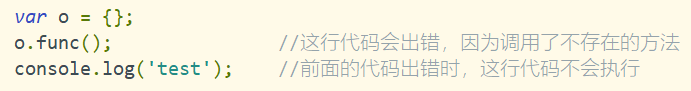 var o = {};
o.func();                //这行代码会出错，因为调用了不存在的方法
console.log('test');     //前面的代码出错时，这行代码不会执行